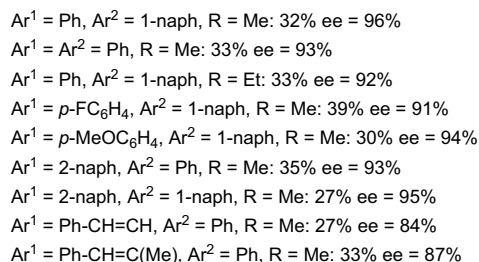 Ar¹ = Ph, Ar² = 1-naph, R = Me: 32% ee = 96%
Ar¹ = Ar² = Ph, R = Me: 33% ee = 93%
Ar¹ = Ph, Ar² = 1-naph, R = Et: 33% ee = 92%
Ar¹ = p-FC₆H₄, Ar² = 1-naph, R = Me: 39% ee = 91%
Ar¹ = p-MeOC₆H₄, Ar² = 1-naph, R = Me: 30% ee = 94%
Ar¹ = 2-naph, Ar² = Ph, R = Me: 35% ee = 93%
Ar¹ = 2-naph, Ar² = 1-naph, R = Me: 27% ee = 95%
Ar¹ = Ph-CH=CH, Ar² = Ph, R = Me: 27% ee = 84%
Ar¹ = Ph-CH=C(Me), Ar² = Ph, R = Me: 33% ee = 87%